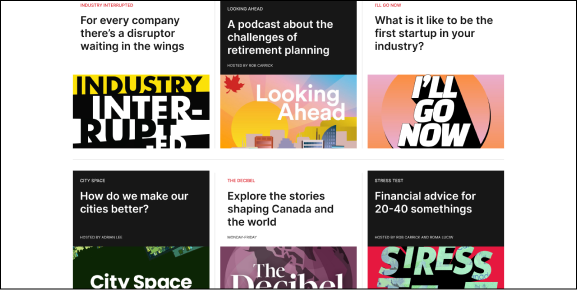 INDUSTRY INTERRUPTED
For every company
there's a disruptor
waiting in the wings
INDUSTRY
INTER-
RUPT-
ED
LOOKING AHEAD
A podcast about the
challenges of
retirement planning
HOSTED BY ROB CARRICK
Looking
Ahead
I'LL GO NOW
What is it like to be the
first startup in your
industry?
I'LL
GO
NOW
CITY SPACE
How do we make our
cities better?
HOSTED BY ADRIAN LEE
City Space
THE DECIBEL
Explore the stories
shaping Canada and
the world
MONDAY-FRIDAY
The
Decibel
STRESS TEST
Financial advice for
20-40 somethings
HOSTED BY ROB CARRICK AND ROMA LUCIW
STRESS